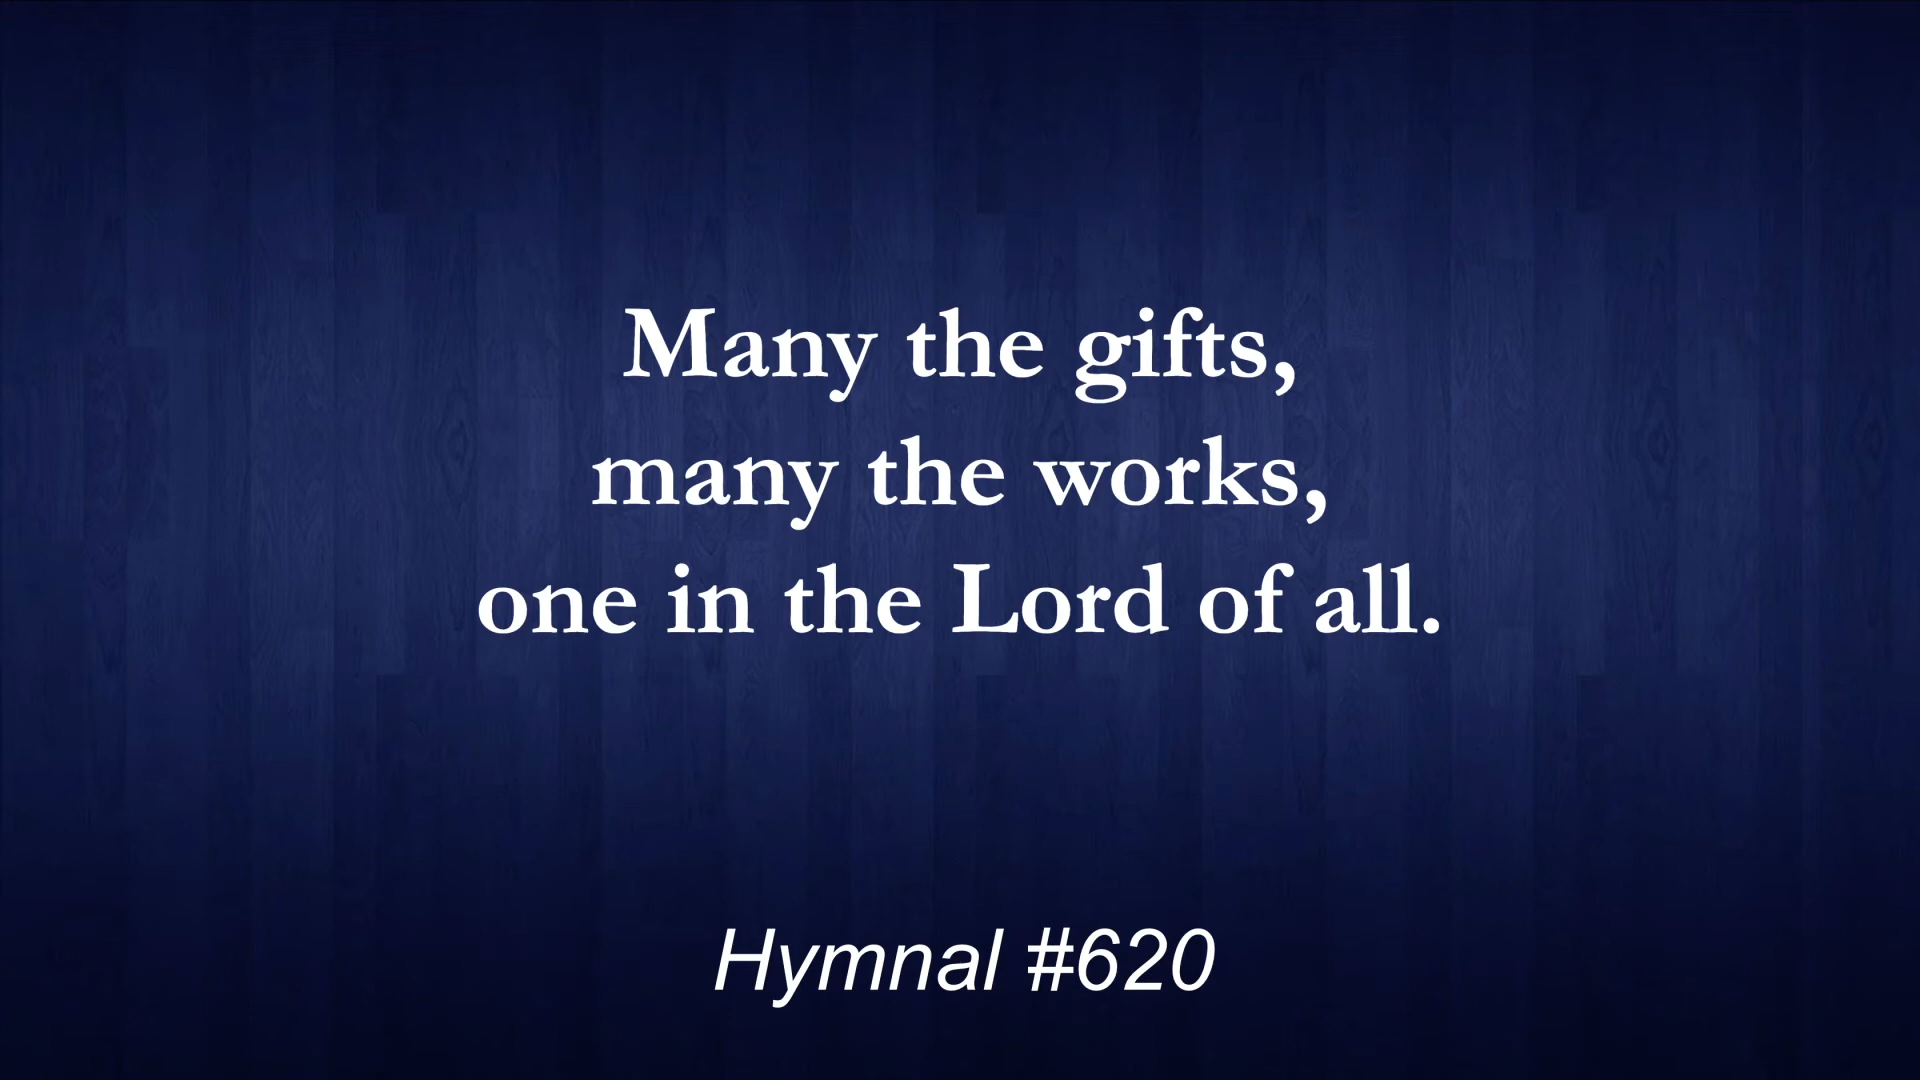 Many the gifts,
many the works,
one in the Lord of all.
Hymnal #620